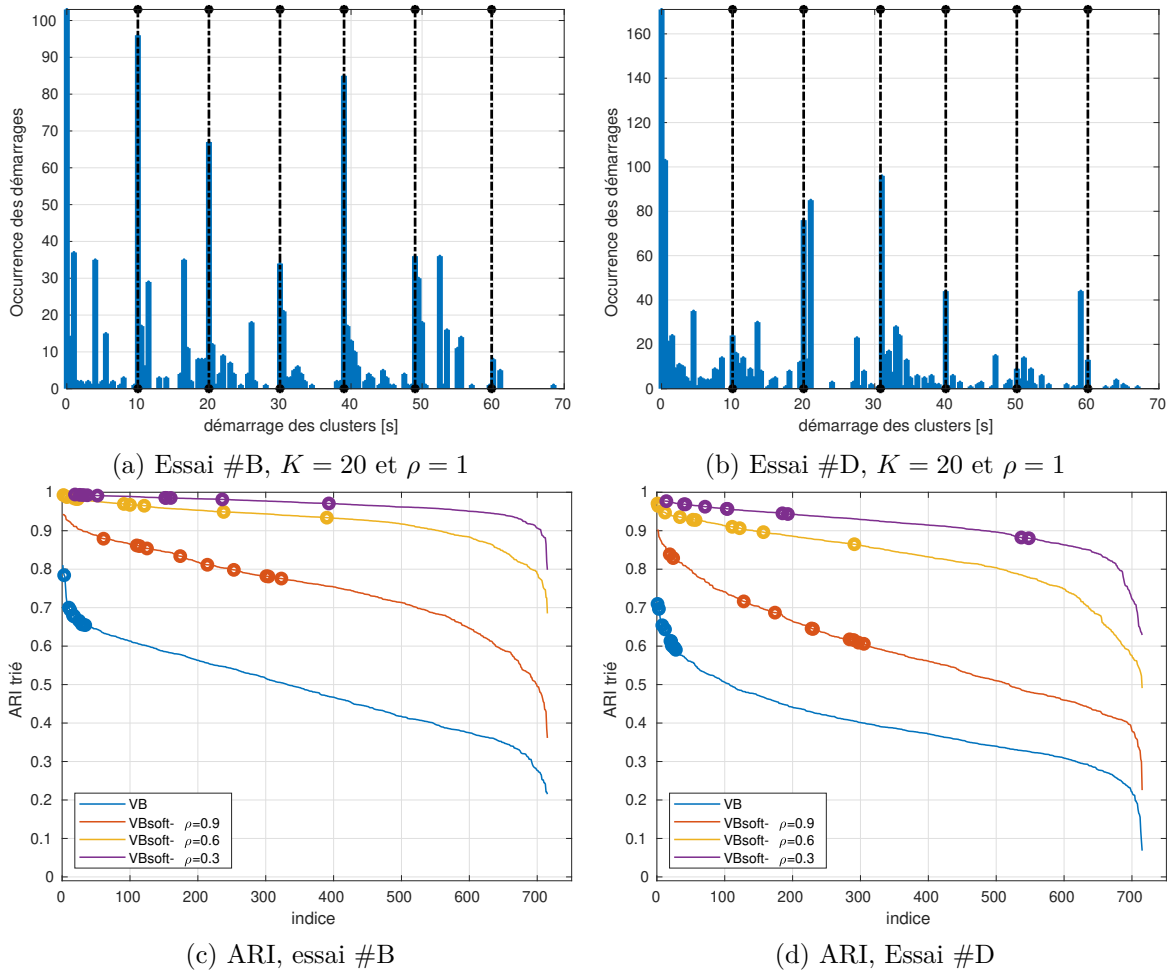 100
90
80
70
60
50
40
30
20
10
0
Occurrence des démarrages
0 10 20 30 40 50 60 70
démarrage des clusters [s]
(a) Essai #B, K = 20 et ρ = 1
160
140
120
100
80
60
40
20
0
Occurrence des démarrages
0 10 20 30 40 50 60 70
démarrage des clusters [s]
(b) Essai #D, K = 20 et ρ = 1
1
0.9
0.8
0.7
0.6
0.5
0.4
0.3
0.2
0.1
0
ARI trié
VB
VBsoft- ρ=0.9
VBsoft- ρ=0.6
VBsoft- ρ=0.3
0 100 200 300 400 500 600 700
indice
(c) ARI, essai #B
1
0.9
0.8
0.7
0.6
0.5
0.4
0.3
0.2
0.1
0
ARI trié
VB
VBsoft- ρ=0.9
VBsoft- ρ=0.6
VBsoft- ρ=0.3
0 100 200 300 400 500 600 700
indice
(d) ARI, Essai #D